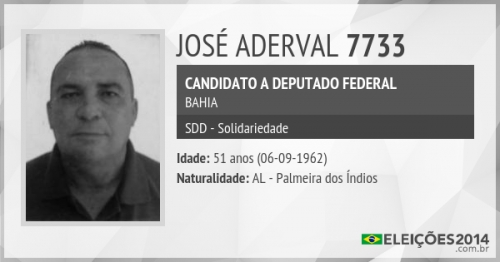 JOSÉ ADERVAL 7733
CANDIDATO A DEPUTADO FEDERAL
BAHIA
SDD - Solidariedade
Idade: 51 anos (06-09-1962)
Naturalidade: AL - Palmeira dos Índios
ELEIÇÕES2014
.com.br